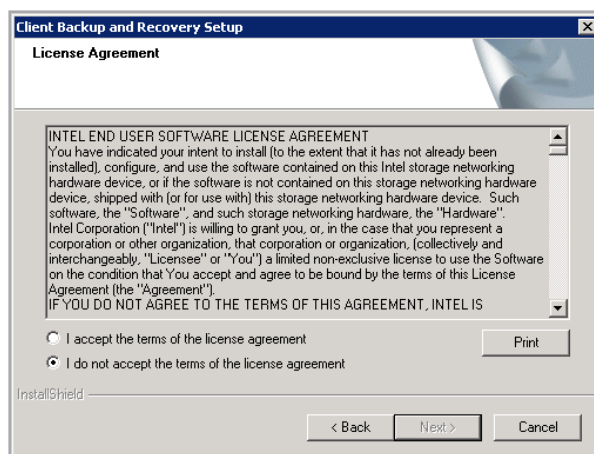 Client Backup and Recovery Setup
License Agreement
INTEL END USER SOFTWARE LICENSE AGREEMENT
You have indicated your intent to install (to the extent that it has not already been
installed), configure, and use the software contained on this Intel storage networking
hardware device, or if the software is not contained on this storage networking hardware
device, shipped with (or for use with) this storage networking hardware device.  Such
software, the "Software", and such storage networking hardware, the "Hardware".
Intel Corporation ("Intel") is willing to grant you, or, in the case that you represent a
corporation or other organization, that corporation or organization, (collectively and
interchangeably, "Licensee" or "You") a limited non-exclusive license to use the Software
on the condition that You accept and agree to be bound by the terms of this License
Agreement (the "Agreement").
IF YOU DO NOT AGREE TO THE TERMS OF THIS AGREEMENT, INTEL IS
I accept the terms of the license agreement
Print
I do not accept the terms of the license agreement
InstallShield
< Back
Next >
Cancel